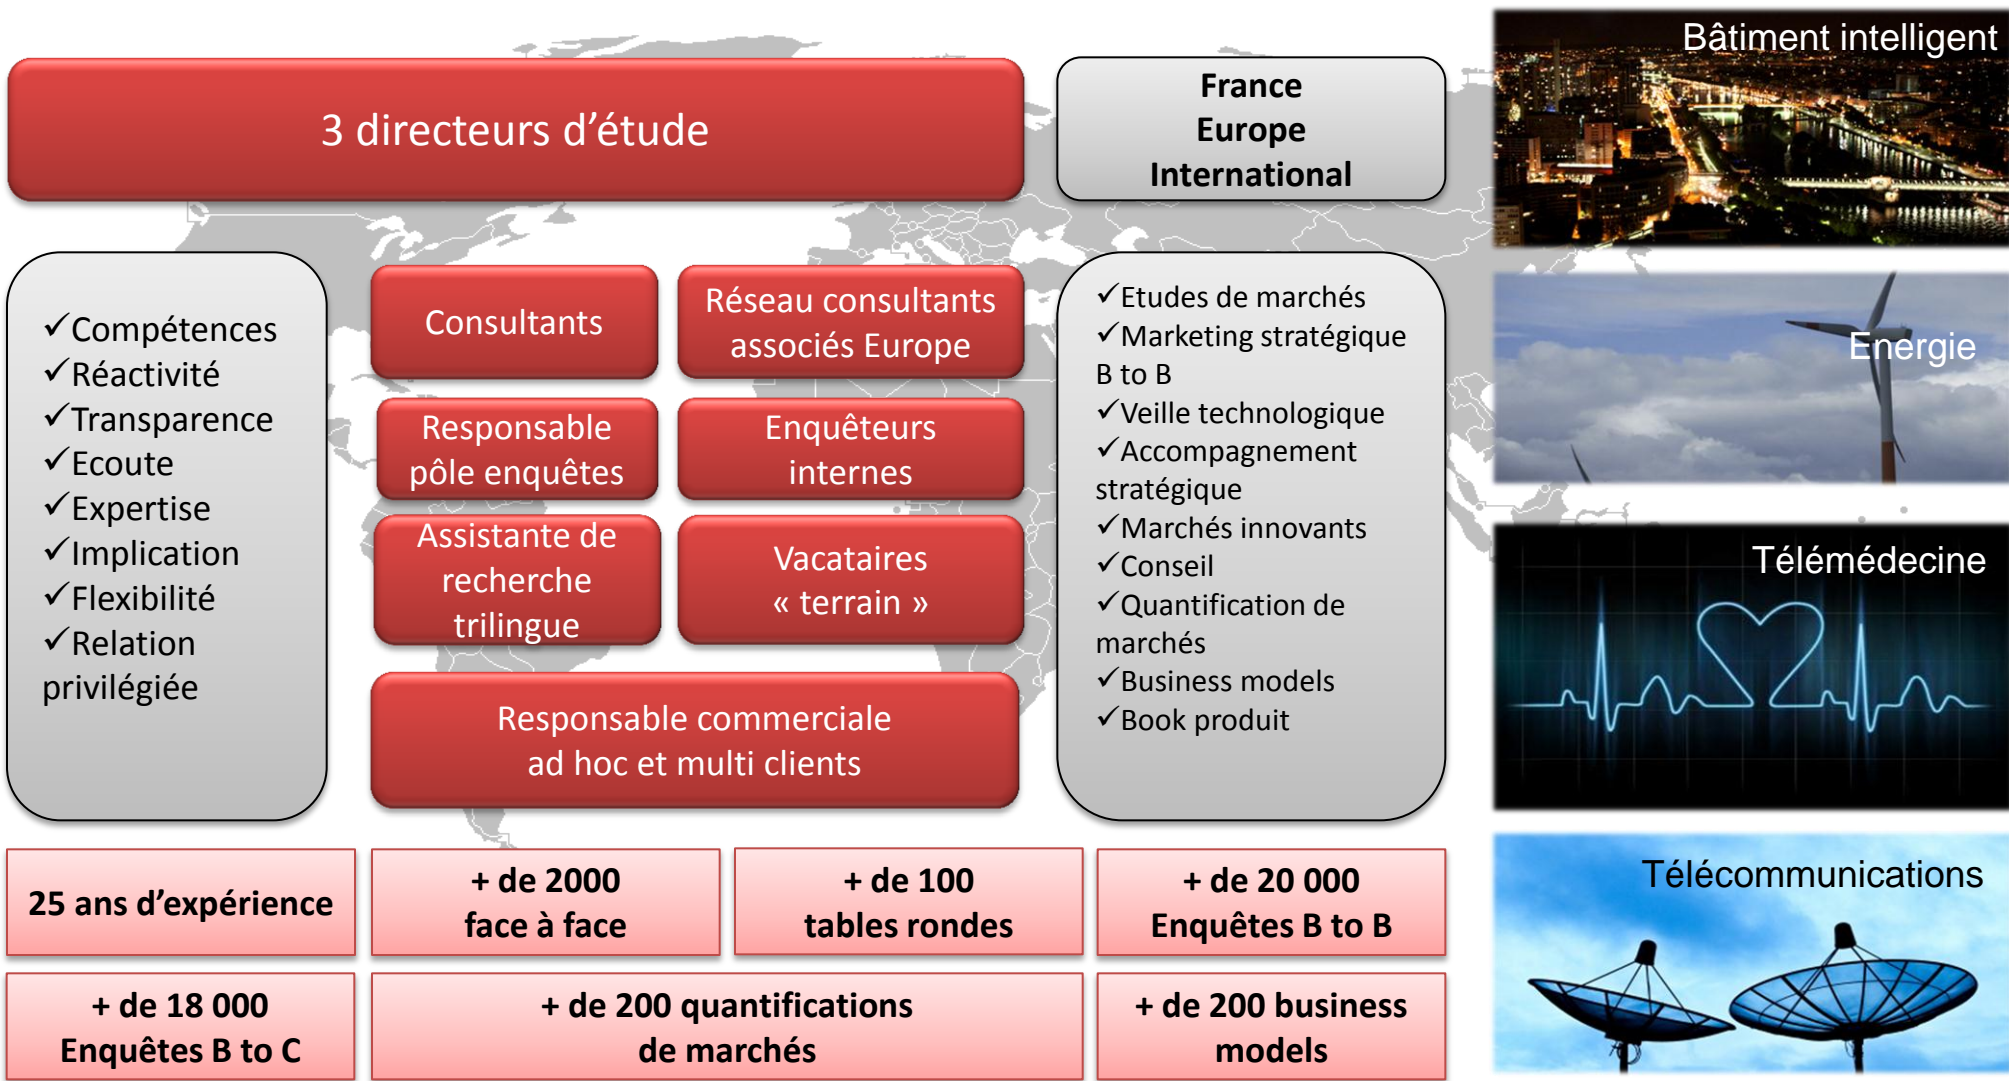 3 directeurs d'étude
France
Europe
International
✓Compétences
✓Réactivité
✓Transparence
✓Ecoute
✓Expertise
✓Implication
✓Flexibilité
✓Relation
privilégiée
Consultants
Réseau consultants
associés Europe
Responsable
pôle enquêtes
Enquêteurs
internes
Assistante de
recherche
trilingue
Vacataires
« terrain »
Responsable commerciale
ad hoc et multi clients
✓Etudes de marchés
✓Marketing stratégique
B to B
✓Veille technologique
✓Accompagnement
stratégique
✓Marchés innovants
✓Conseil
✓Quantification de
marchés
✓Business models
✓Book produit
25 ans d'expérience
+ de 2000
face à face
+ de 100
tables rondes
+ de 20 000
Enquêtes B to B
+ de 18 000
Enquêtes B to C
+ de 200 quantifications
de marchés
+ de 200 business
models
Bâtiment intelligent
Energie
Télémédecine
Télécommunications